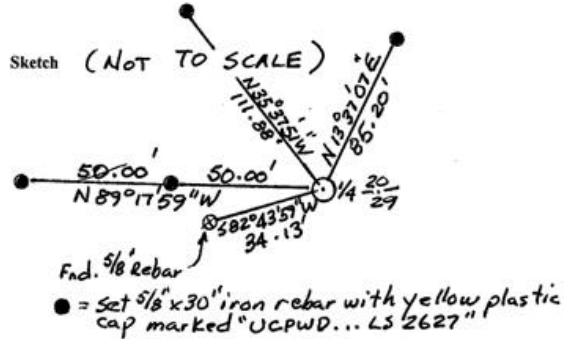 Sketch (NOT TO SCALE)
N35°37'51"W
111.88'
N13°37'07"E
85.20'
50.00' 50.00'
N89°17'59"W
1/4 20/29
S82°43'57"W
34.13'
Fnd. 5/8" Rebar
● = Set 5/8" x 30" iron rebar with yellow plastic
cap marked "UCPWD... LS 2627"